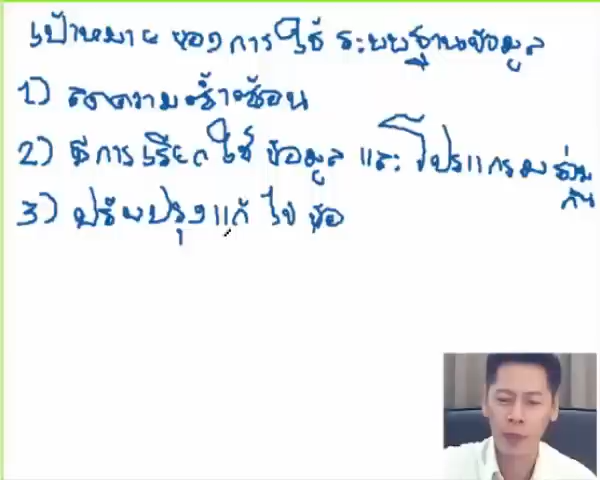 เป้าหมายของการใช้ระบบฐานข้อมูล
1) ลดความซ้ำซ้อน
2) มีการเรียกใช้ข้อมูลและโปรแกรมร่วม
กัน
3) ปรับปรุงแก้ไขข้อ